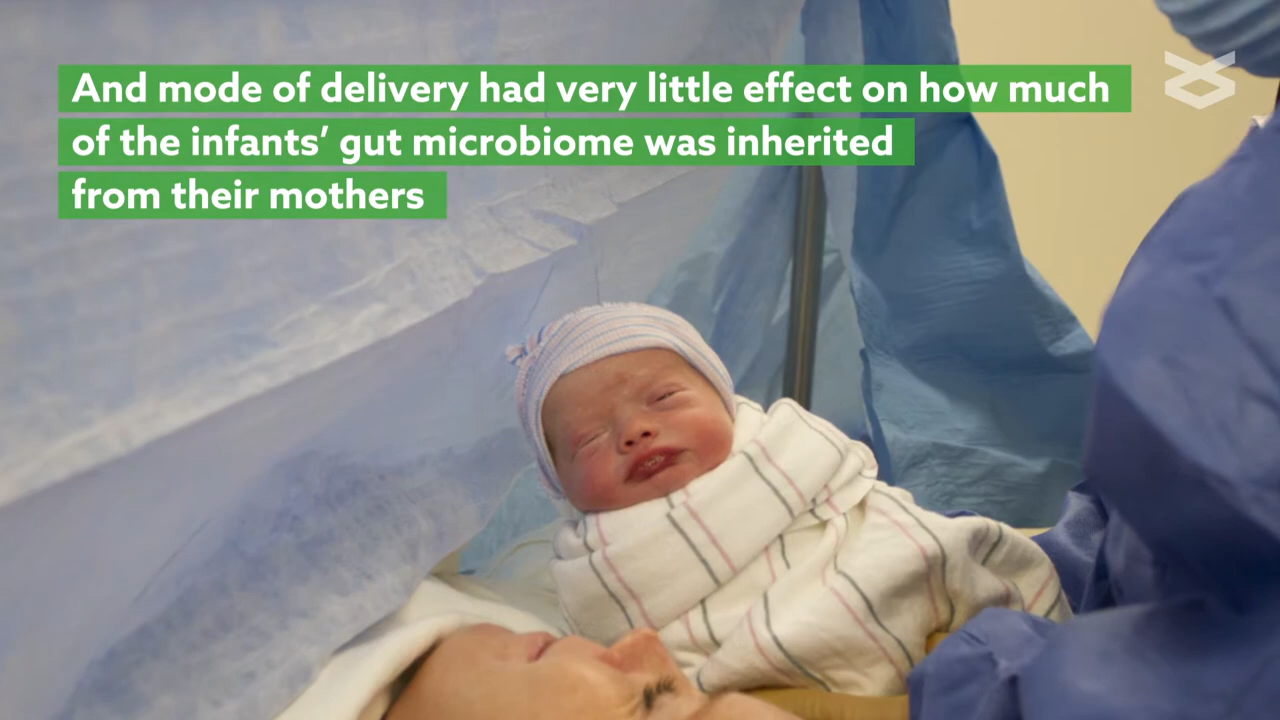 And mode of delivery had very little effect on how much
of the infants’ gut microbiome was inherited
from their mothers